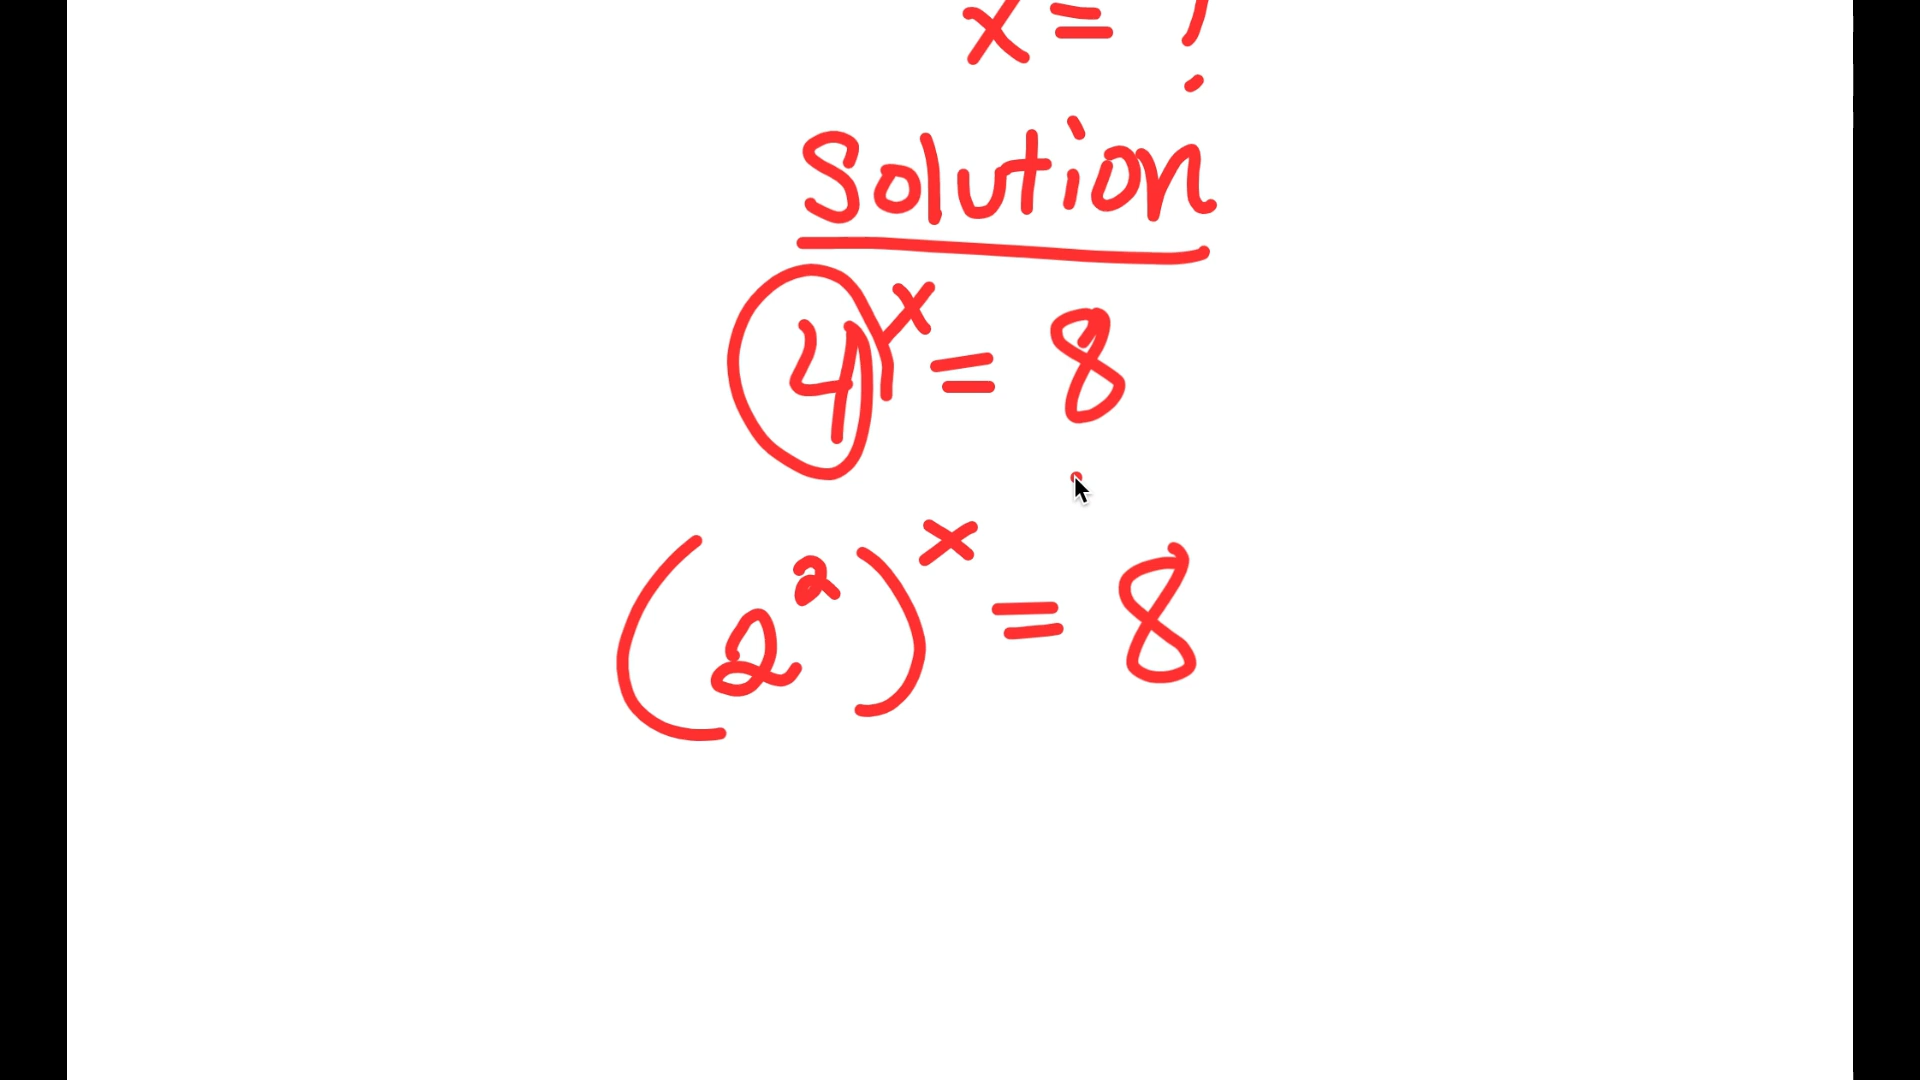 x = ?
Solution
4^x = 8
(2^2)^x = 8